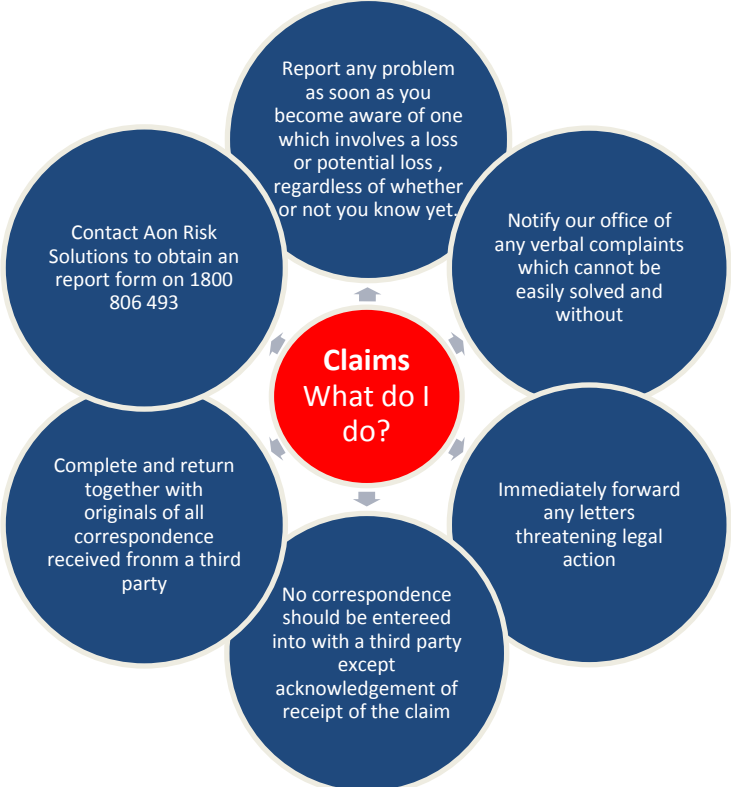 Report any problem
as soon as you
become aware of one
which involves a loss
or potential loss ,
regardless of whether
or not you know yet.
Notify our office of
any verbal complaints
which cannot be
easily solved and
without
Immediately forward
any letters
threatening legal
action
No correspondence
should be entereed
into with a third party
except
acknowledgement of
receipt of the claim
Complete and return
together with
originals of all
correspondence
received fronm a third
party
Contact Aon Risk
Solutions to obtain an
report form on 1800
806 493
Claims
What do I
do?